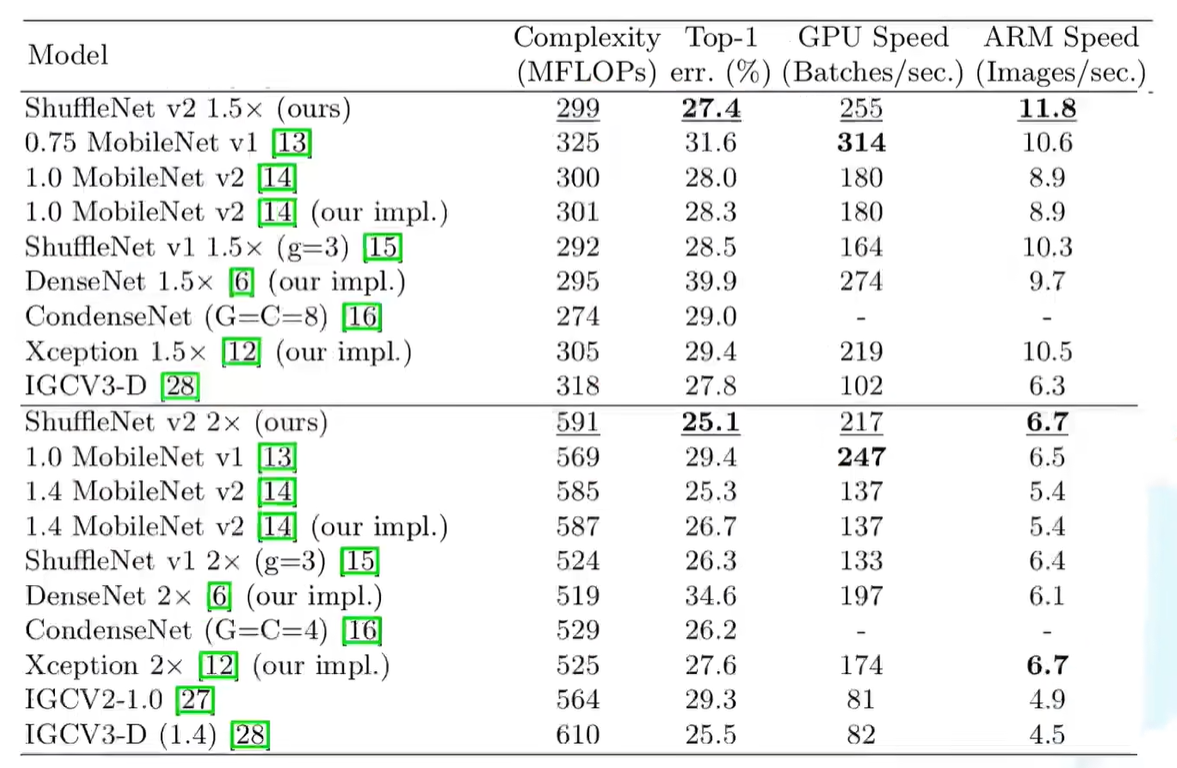 Model Complexity (MFLOPs) Top-1 err. (%) GPU Speed (Batches/sec.) ARM Speed (Images/sec.)
ShuffleNet v2 1.5× (ours) 299 27.4 255 11.8
0.75 MobileNet v1 [13] 325 31.6 314 10.6
1.0 MobileNet v2 [14] 300 28.0 180 8.9
1.0 MobileNet v2 [14] (our impl.) 301 28.3 180 8.9
ShuffleNet v1 1.5× (g=3) [15] 292 28.5 164 10.3
DenseNet 1.5× [6] (our impl.) 295 39.9 274 9.7
CondenseNet (G=C=8) [16] 274 29.0 - -
Xception 1.5× [12] (our impl.) 305 29.4 219 10.5
IGCV3-D [28] 318 27.8 102 6.3
ShuffleNet v2 2× (ours) 591 25.1 217 6.7
1.0 MobileNet v1 [13] 569 29.4 247 6.5
1.4 MobileNet v2 [14] 585 25.3 137 5.4
1.4 MobileNet v2 [14] (our impl.) 587 26.7 137 5.4
ShuffleNet v1 2× (g=3) [15] 524 26.3 133 6.4
DenseNet 2× [6] (our impl.) 519 34.6 197 6.1
CondenseNet (G=C=4) [16] 529 26.2 - -
Xception 2× [12] (our impl.) 525 27.6 174 6.7
IGCV2-1.0 [27] 564 29.3 81 4.9
IGCV3-D (1.4) [28] 610 25.5 82 4.5